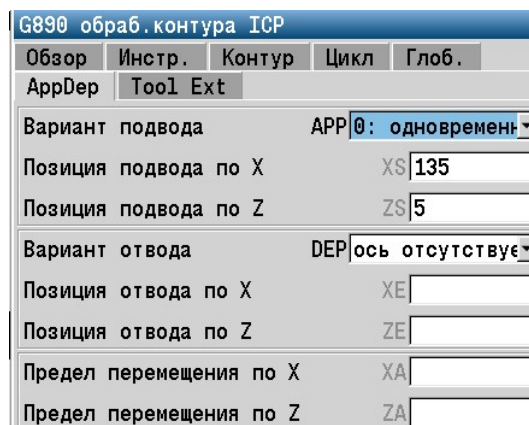 G890 обраб.контура ICP
Обзор Инстр. Контур Цикл Глоб.
AppDep Tool Ext
Вариант подвода APP 0: одновременн
Позиция подвода по X XS 135
Позиция подвода по Z ZS 5
Вариант отвода DEP ось отсутствуе
Позиция отвода по X XE
Позиция отвода по Z ZE
Предел перемещения по X XA
Предел перемещения по Z ZA